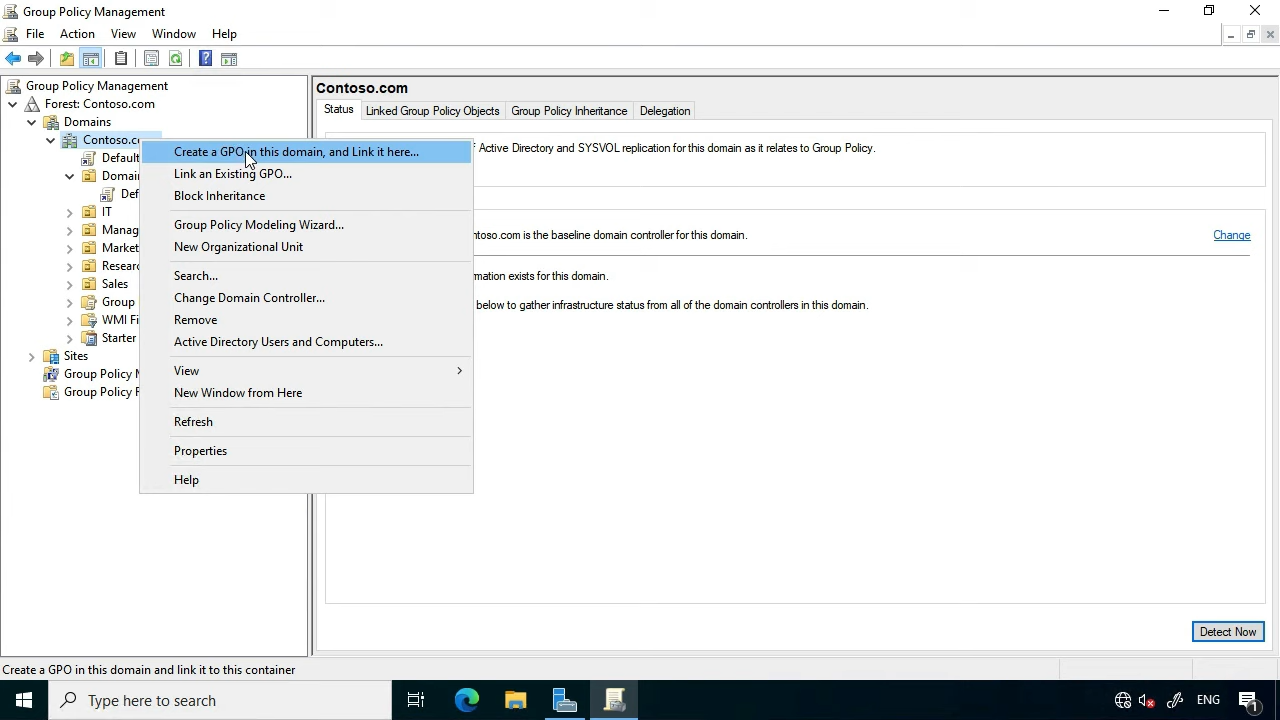 Group Policy Management
File Action View Window Help
Group Policy Management
Forest: Contoso.com
Domains
Contoso.co
Default
Domai
Def
IT
Manag
Market
Researc
Sales
Group
WMI Fi
Starter
Sites
Group Policy M
Group Policy R
Create a GPO in this domain, and Link it here...
Link an Existing GPO...
Block Inheritance
Group Policy Modeling Wizard...
New Organizational Unit
Search...
Change Domain Controller...
Remove
Active Directory Users and Computers...
View
New Window from Here
Refresh
Properties
Help
Contoso.com
Status Linked Group Policy Objects Group Policy Inheritance Delegation
Active Directory and SYSVOL replication for this domain as it relates to Group Policy.
ntoso.com is the baseline domain controller for this domain. Change
mation exists for this domain.
below to gather infrastructure status from all of the domain controllers in this domain.
Detect Now
Create a GPO in this domain and link it to this container
Type here to search
ENG
1